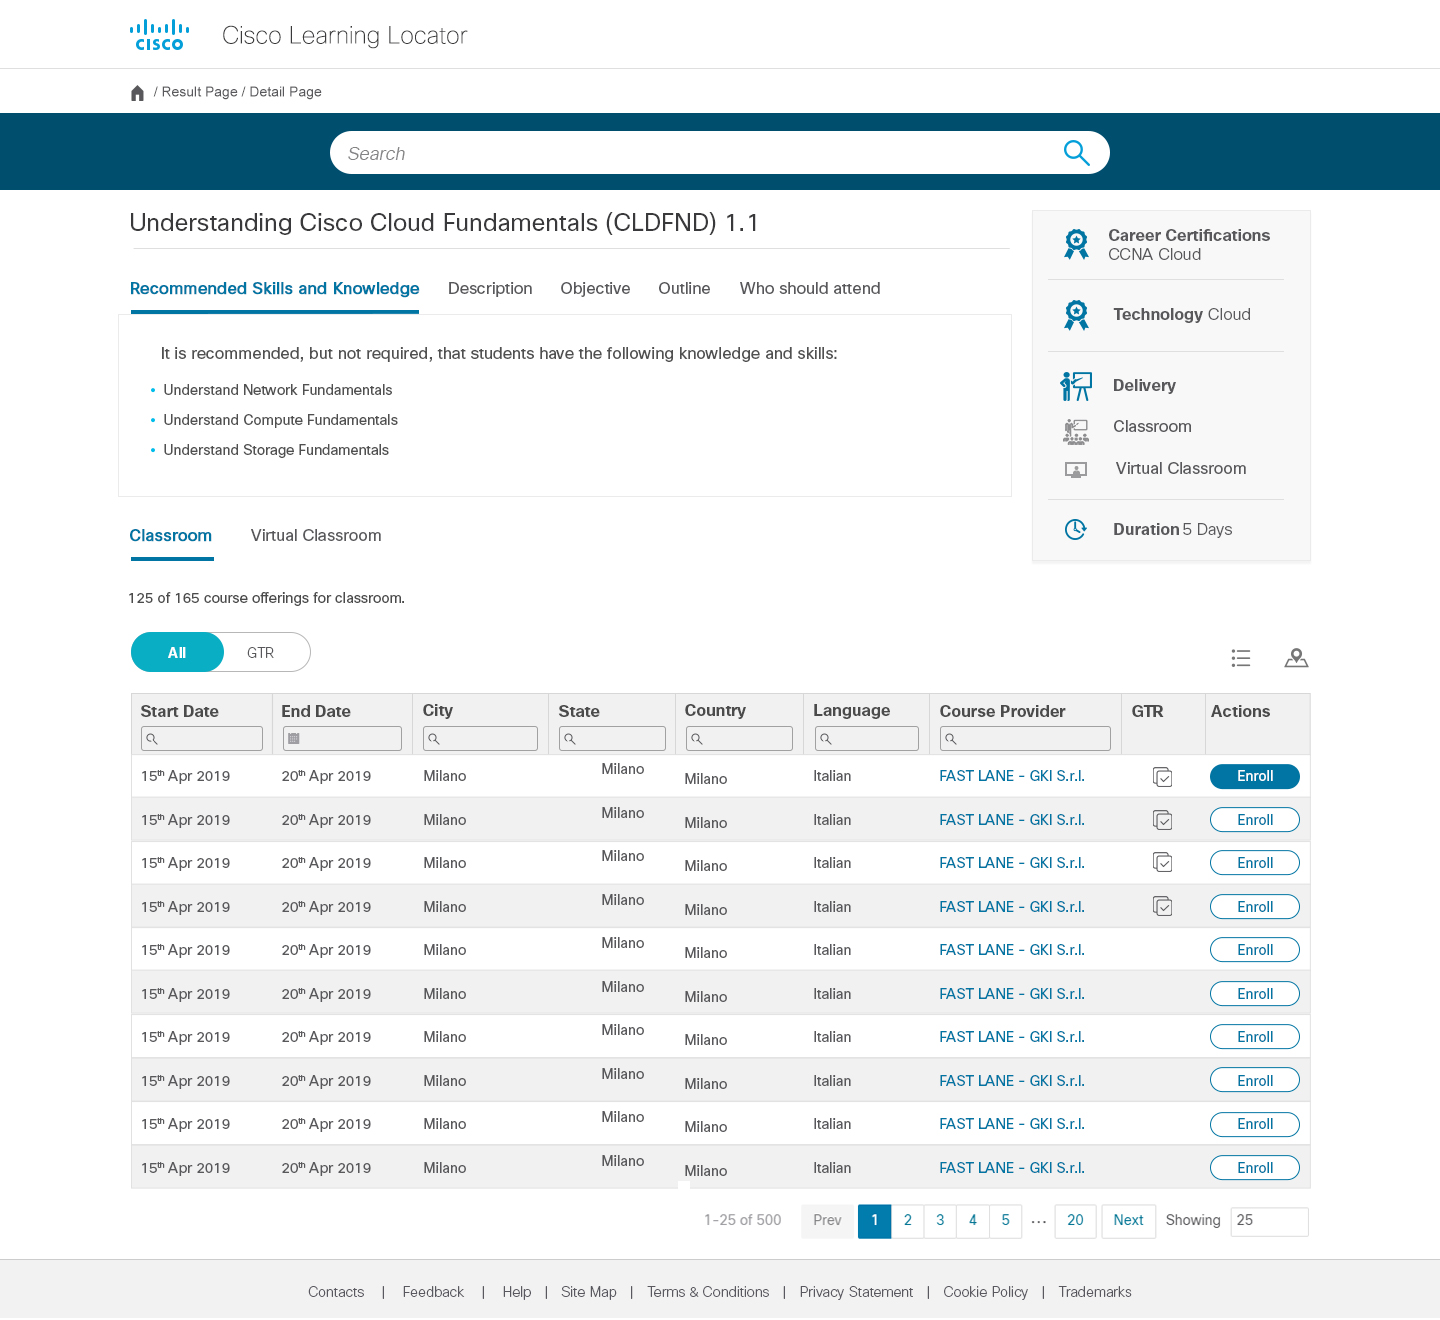 CISCO Cisco Learning Locator
/ Result Page / Detail Page
Search
Understanding Cisco Cloud Fundamentals (CLDFND) 1.1
Recommended Skills and Knowledge Description Objective Outline Who should attend
It is recommended, but not required, that students have the following knowledge and skills:
• Understand Network Fundamentals
• Understand Compute Fundamentals
• Understand Storage Fundamentals
Career Certifications
CCNA Cloud
Technology Cloud
Delivery
Classroom
Virtual Classroom
Duration 5 Days
Classroom Virtual Classroom
125 of 165 course offerings for classroom.
All GTR
Start Date End Date City State Country Language Course Provider GTR Actions
15th Apr 2019 20th Apr 2019 Milano Milano Milano Italian FAST LANE - GKI S.r.l. Enroll
15th Apr 2019 20th Apr 2019 Milano Milano Milano Italian FAST LANE - GKI S.r.l. Enroll
15th Apr 2019 20th Apr 2019 Milano Milano Milano Italian FAST LANE - GKI S.r.l. Enroll
15th Apr 2019 20th Apr 2019 Milano Milano Milano Italian FAST LANE - GKI S.r.l. Enroll
15th Apr 2019 20th Apr 2019 Milano Milano Milano Italian FAST LANE - GKI S.r.l. Enroll
15th Apr 2019 20th Apr 2019 Milano Milano Milano Italian FAST LANE - GKI S.r.l. Enroll
15th Apr 2019 20th Apr 2019 Milano Milano Milano Italian FAST LANE - GKI S.r.l. Enroll
15th Apr 2019 20th Apr 2019 Milano Milano Milano Italian FAST LANE - GKI S.r.l. Enroll
15th Apr 2019 20th Apr 2019 Milano Milano Milano Italian FAST LANE - GKI S.r.l. Enroll
15th Apr 2019 20th Apr 2019 Milano Milano Milano Italian FAST LANE - GKI S.r.l. Enroll
1-25 of 500 Prev 1 2 3 4 5 ... 20 Next Showing 25
Contacts | Feedback | Help | Site Map | Terms & Conditions | Privacy Statement | Cookie Policy | Trademarks